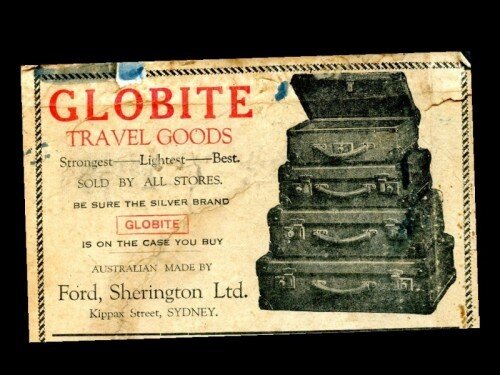 GLOBITE
TRAVEL GOODS
Strongest—Lightest—Best.
SOLD BY ALL STORES.
BE SURE THE SILVER BRAND
GLOBITE
IS ON THE CASE YOU BUY
AUSTRALIAN MADE BY
Ford, Sherington Ltd.
Kippax Street, SYDNEY.